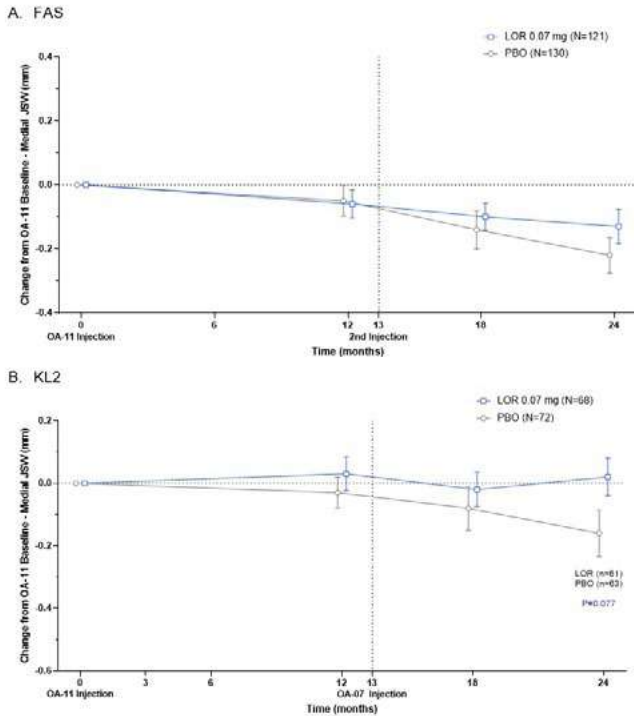 A. FAS
LOR 0.07 mg (N=121)
PBO (N=130)
Change from OA-11 Baseline - Medial JSW (mm)
0.4
0.2
0.0
-0.2
-0.4
0 6 12 13 18 24
OA-11 Injection 2nd Injection
Time (months)
B. KL2
LOR 0.07 mg (N=68)
PBO (N=72)
Change from OA-11 Baseline - Medial JSW (mm)
0.2
0.0
-0.2
-0.4
-0.6
LOR (n=61)
PBO (n=63)
P=0.077
0 3 6 12 13 18 24
OA-11 Injection OA-07 Injection
Time (months)